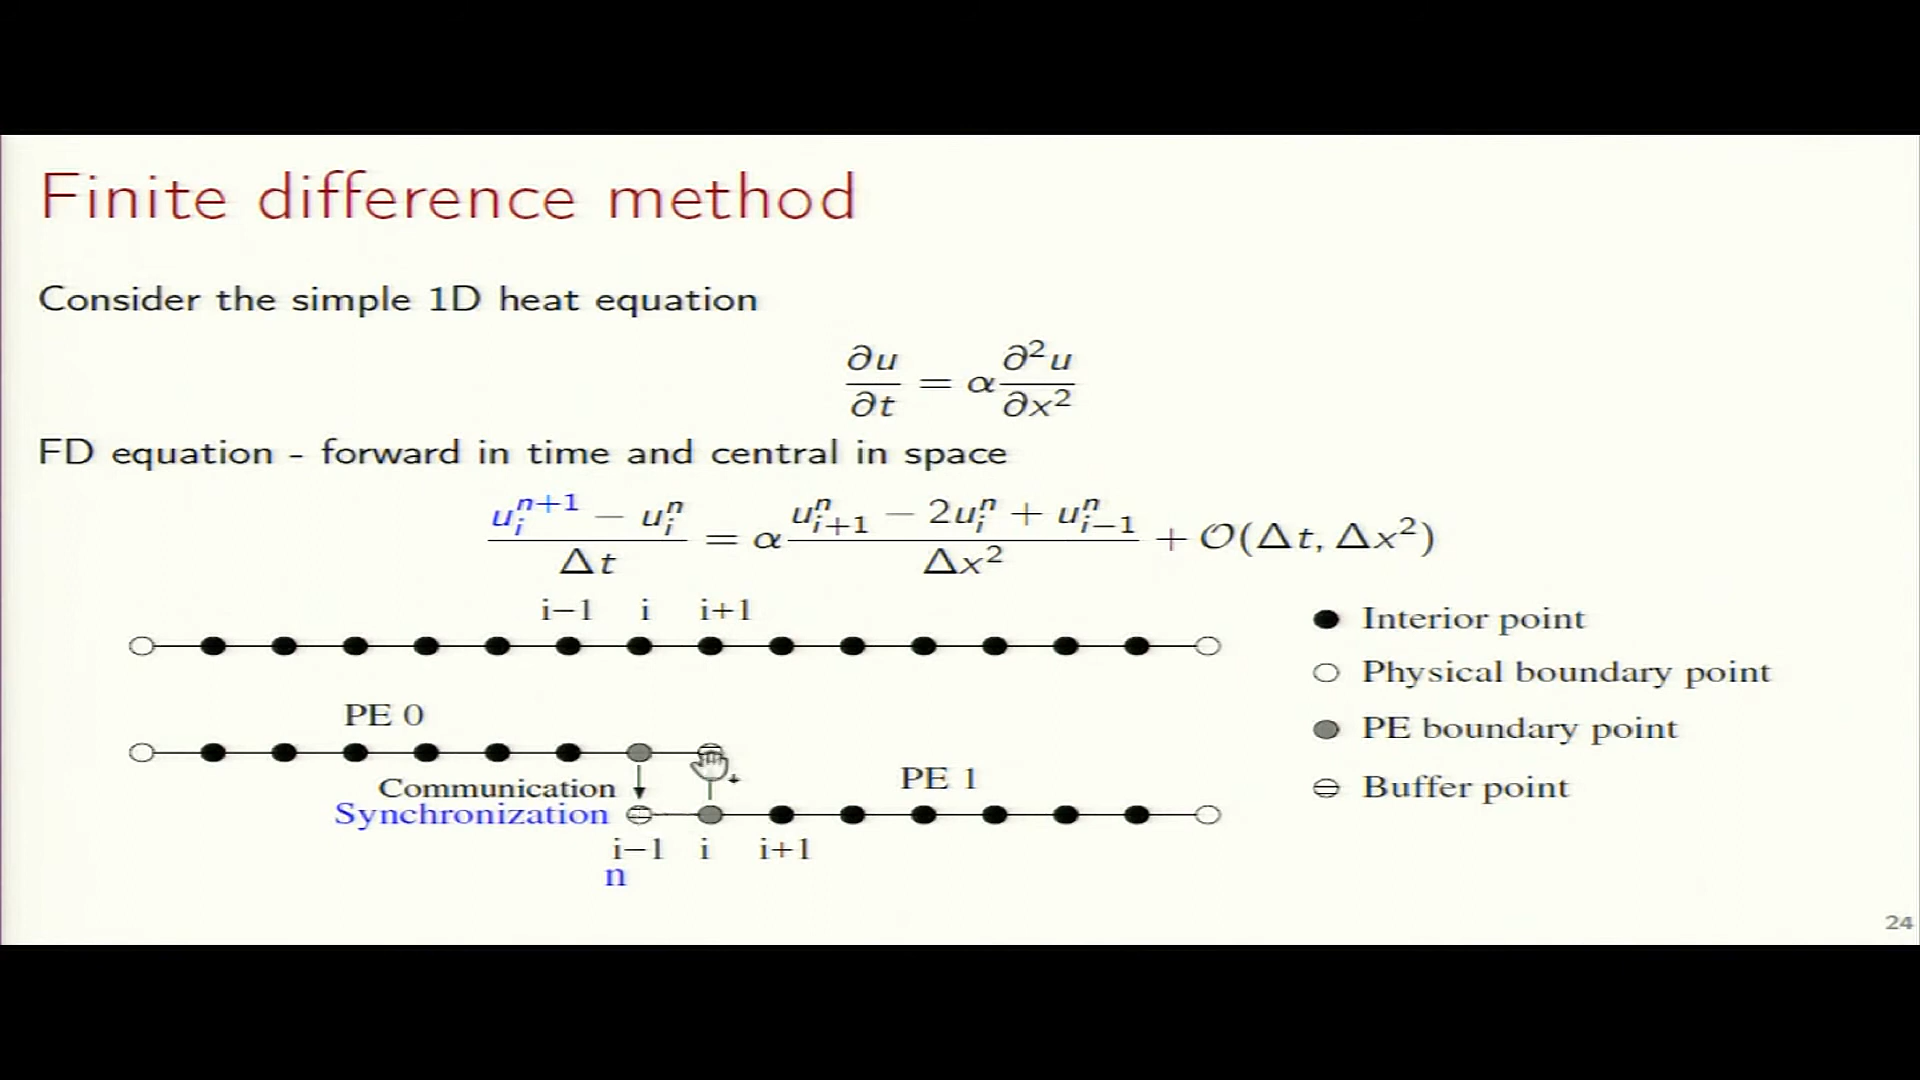 Finite difference method
Consider the simple 1D heat equation
∂u/∂t = α ∂²u/∂x²
FD equation - forward in time and central in space
(u_i^{n+1} − u_i^n)/Δt = α (u_{i+1}^n − 2u_i^n + u_{i−1}^n)/Δx² + O(Δt, Δx²)
i−1 i i+1
Interior point
Physical boundary point
PE 0
PE boundary point
PE 1
Communication
Buffer point
Synchronization
i−1 i i+1
n
24